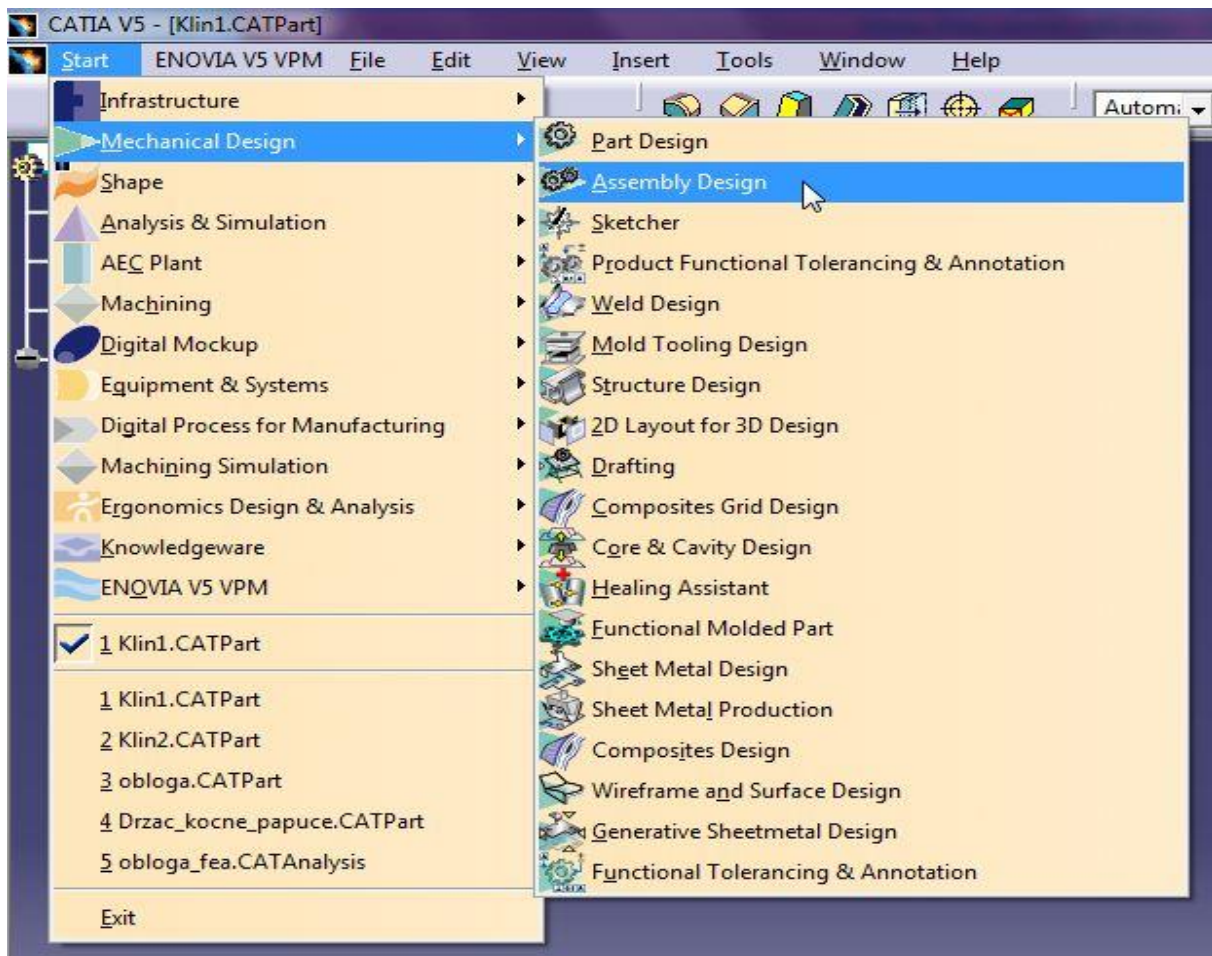 CATIA V5 - [Klin1.CATPart]
Start ENOVIA V5 VPM File Edit View Insert Tools Window Help
Automa
Infrastructure
Mechanical Design
Shape
Analysis & Simulation
AEC Plant
Machining
Digital Mockup
Equipment & Systems
Digital Process for Manufacturing
Machining Simulation
Ergonomics Design & Analysis
Knowledgeware
ENOVIA V5 VPM
1 Klin1.CATPart
1 Klin1.CATPart
2 Klin2.CATPart
3 obloga.CATPart
4 Drzac_kocne_papuce.CATPart
5 obloga_fea.CATAnalysis
Exit
Part Design
Assembly Design
Sketcher
Product Functional Tolerancing & Annotation
Weld Design
Mold Tooling Design
Structure Design
2D Layout for 3D Design
Drafting
Composites Grid Design
Core & Cavity Design
Healing Assistant
Functional Molded Part
Sheet Metal Design
Sheet Metal Production
Composites Design
Wireframe and Surface Design
Generative Sheetmetal Design
Functional Tolerancing & Annotation